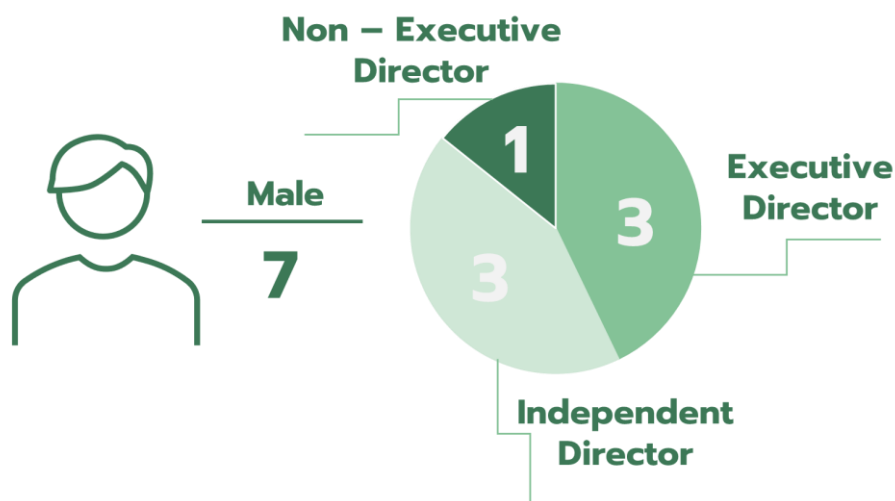 Non – Executive
Director
1
Executive
Director
Male
3
7
3
Independent
Director